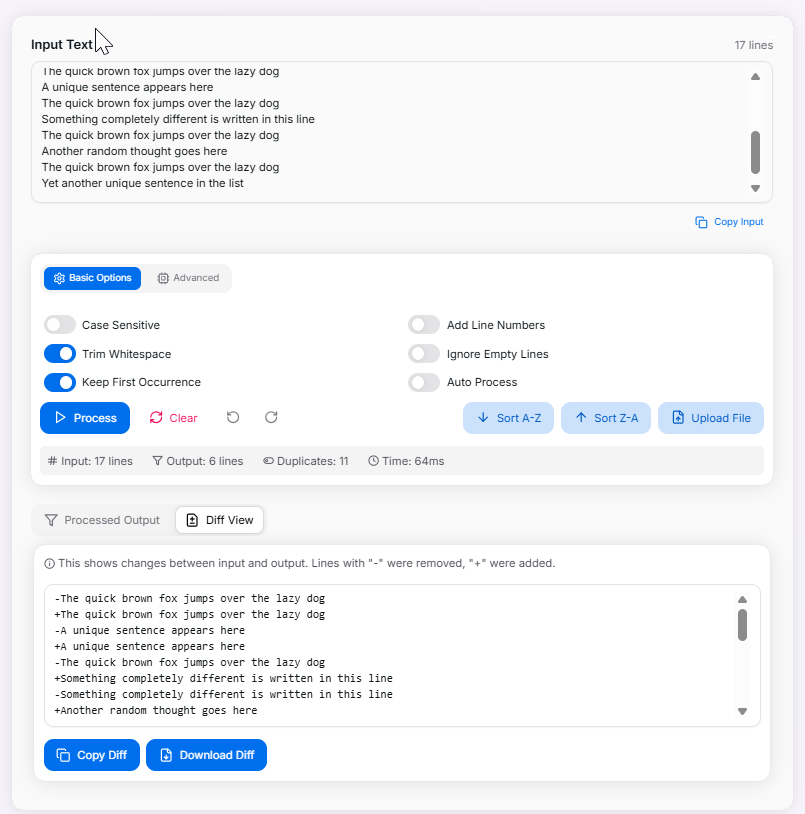 Input Text
17 lines
The quick brown fox jumps over the lazy dog
A unique sentence appears here
The quick brown fox jumps over the lazy dog
Something completely different is written in this line
The quick brown fox jumps over the lazy dog
Another random thought goes here
The quick brown fox jumps over the lazy dog
Yet another unique sentence in the list
Copy Input
Basic Options
Advanced
Case Sensitive
Add Line Numbers
Trim Whitespace
Ignore Empty Lines
Keep First Occurrence
Auto Process
Process
Clear
Sort A-Z
Sort Z-A
Upload File
# Input: 17 lines
Output: 6 lines
Duplicates: 11
Time: 64ms
Processed Output
Diff View
This shows changes between input and output. Lines with "-" were removed, "+" were added.
-The quick brown fox jumps over the lazy dog
+The quick brown fox jumps over the lazy dog
-A unique sentence appears here
+A unique sentence appears here
-The quick brown fox jumps over the lazy dog
+Something completely different is written in this line
-Something completely different is written in this line
+Another random thought goes here
Copy Diff
Download Diff